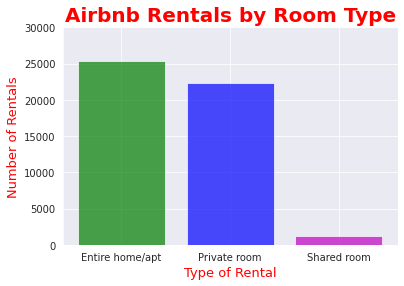 Airbnb Rentals by Room Type
Number of Rentals
30000
25000
20000
15000
10000
5000
0
Entire home/apt Private room Shared room
Type of Rental